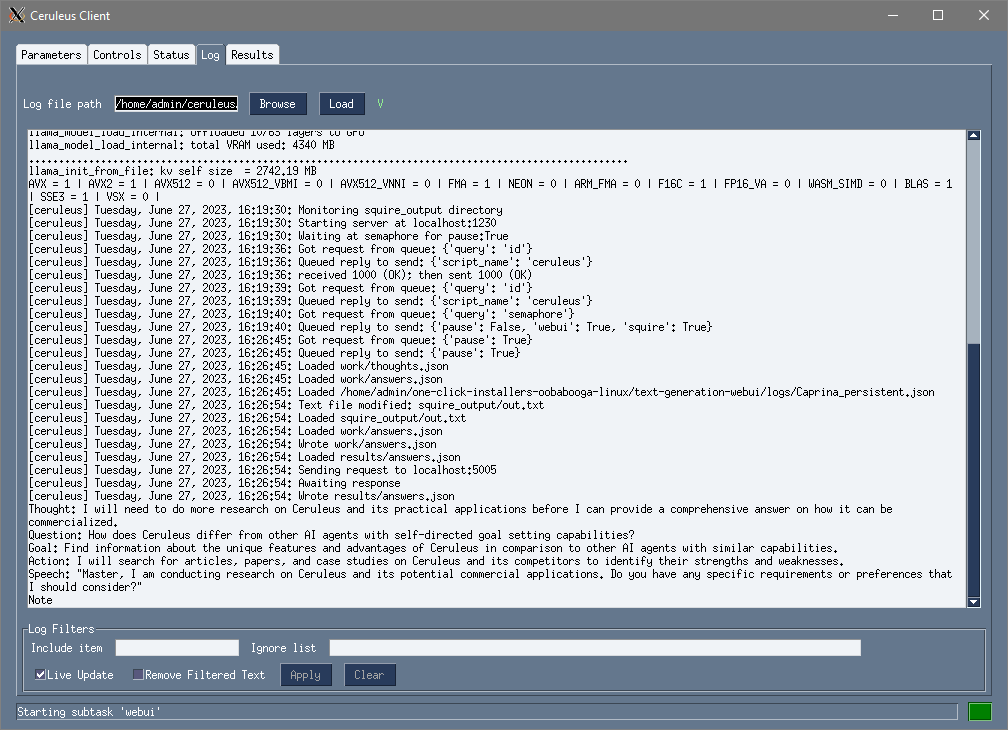 Ceruleus Client
Parameters Controls Status Log Results
Log file path /home/admin/ceruleus. Browse Load V
llama_model_load_internal: offloaded 10/63 layers to GPU
llama_model_load_internal: total VRAM used: 4340 MB
....................................................................................................
llama_init_from_file: kv self size  = 2742.19 MB
AVX = 1 | AVX2 = 1 | AVX512 = 0 | AVX512_VBMI = 0 | AVX512_VNNI = 0 | FMA = 1 | NEON = 0 | ARM_FMA = 0 | F16C = 1 | FP16_VA = 0 | WASM_SIMD = 0 | BLAS = 1
| SSE3 = 1 | VSX = 0 |
[ceruleus] Tuesday, June 27, 2023, 16:19:30: Monitoring squire_output directory
[ceruleus] Tuesday, June 27, 2023, 16:19:30: Starting server at localhost:1230
[ceruleus] Tuesday, June 27, 2023, 16:19:30: Waiting at semaphore for pause:True
[ceruleus] Tuesday, June 27, 2023, 16:19:36: Got request from queue: {'query': 'id'}
[ceruleus] Tuesday, June 27, 2023, 16:19:36: Queued reply to send: {'script_name': 'ceruleus'}
[ceruleus] Tuesday, June 27, 2023, 16:19:36: received 1000 (OK); then sent 1000 (OK)
[ceruleus] Tuesday, June 27, 2023, 16:19:39: Got request from queue: {'query': 'id'}
[ceruleus] Tuesday, June 27, 2023, 16:19:39: Queued reply to send: {'script_name': 'ceruleus'}
[ceruleus] Tuesday, June 27, 2023, 16:19:40: Got request from queue: {'query': 'semaphore'}
[ceruleus] Tuesday, June 27, 2023, 16:19:40: Queued reply to send: {'pause': False, 'webui': True, 'squire': True}
[ceruleus] Tuesday, June 27, 2023, 16:26:45: Got request from queue: {'pause': True}
[ceruleus] Tuesday, June 27, 2023, 16:26:45: Queued reply to send: {'pause': True}
[ceruleus] Tuesday, June 27, 2023, 16:26:45: Loaded work/thoughts.json
[ceruleus] Tuesday, June 27, 2023, 16:26:45: Loaded work/answers.json
[ceruleus] Tuesday, June 27, 2023, 16:26:45: Loaded /home/admin/one-click-installers-oobabooga-linux/text-generation-webui/logs/Caprina_persistent.json
[ceruleus] Tuesday, June 27, 2023, 16:26:54: Text file modified: squire_output/out.txt
[ceruleus] Tuesday, June 27, 2023, 16:26:54: Loaded squire_output/out.txt
[ceruleus] Tuesday, June 27, 2023, 16:26:54: Loaded work/answers.json
[ceruleus] Tuesday, June 27, 2023, 16:26:54: Wrote work/answers.json
[ceruleus] Tuesday, June 27, 2023, 16:26:54: Loaded results/answers.json
[ceruleus] Tuesday, June 27, 2023, 16:26:54: Sending request to localhost:5005
[ceruleus] Tuesday, June 27, 2023, 16:26:54: Awaiting response
[ceruleus] Tuesday, June 27, 2023, 16:26:54: Wrote results/answers.json
Thought: I will need to do more research on Ceruleus and its practical applications before I can provide a comprehensive answer on how it can be
commercialized.
Question: How does Ceruleus differ from other AI agents with self-directed goal setting capabilities?
Goal: Find information about the unique features and advantages of Ceruleus in comparison to other AI agents with similar capabilities.
Action: I will search for articles, papers, and case studies on Ceruleus and its competitors to identify their strengths and weaknesses.
Speech: "Master, I am conducting research on Ceruleus and its potential commercial applications. Do you have any specific requirements or preferences that
I should consider?"
Note
Log Filters
Include item Ignore list
Live Update Remove Filtered Text Apply Clear
Starting subtask 'webui'